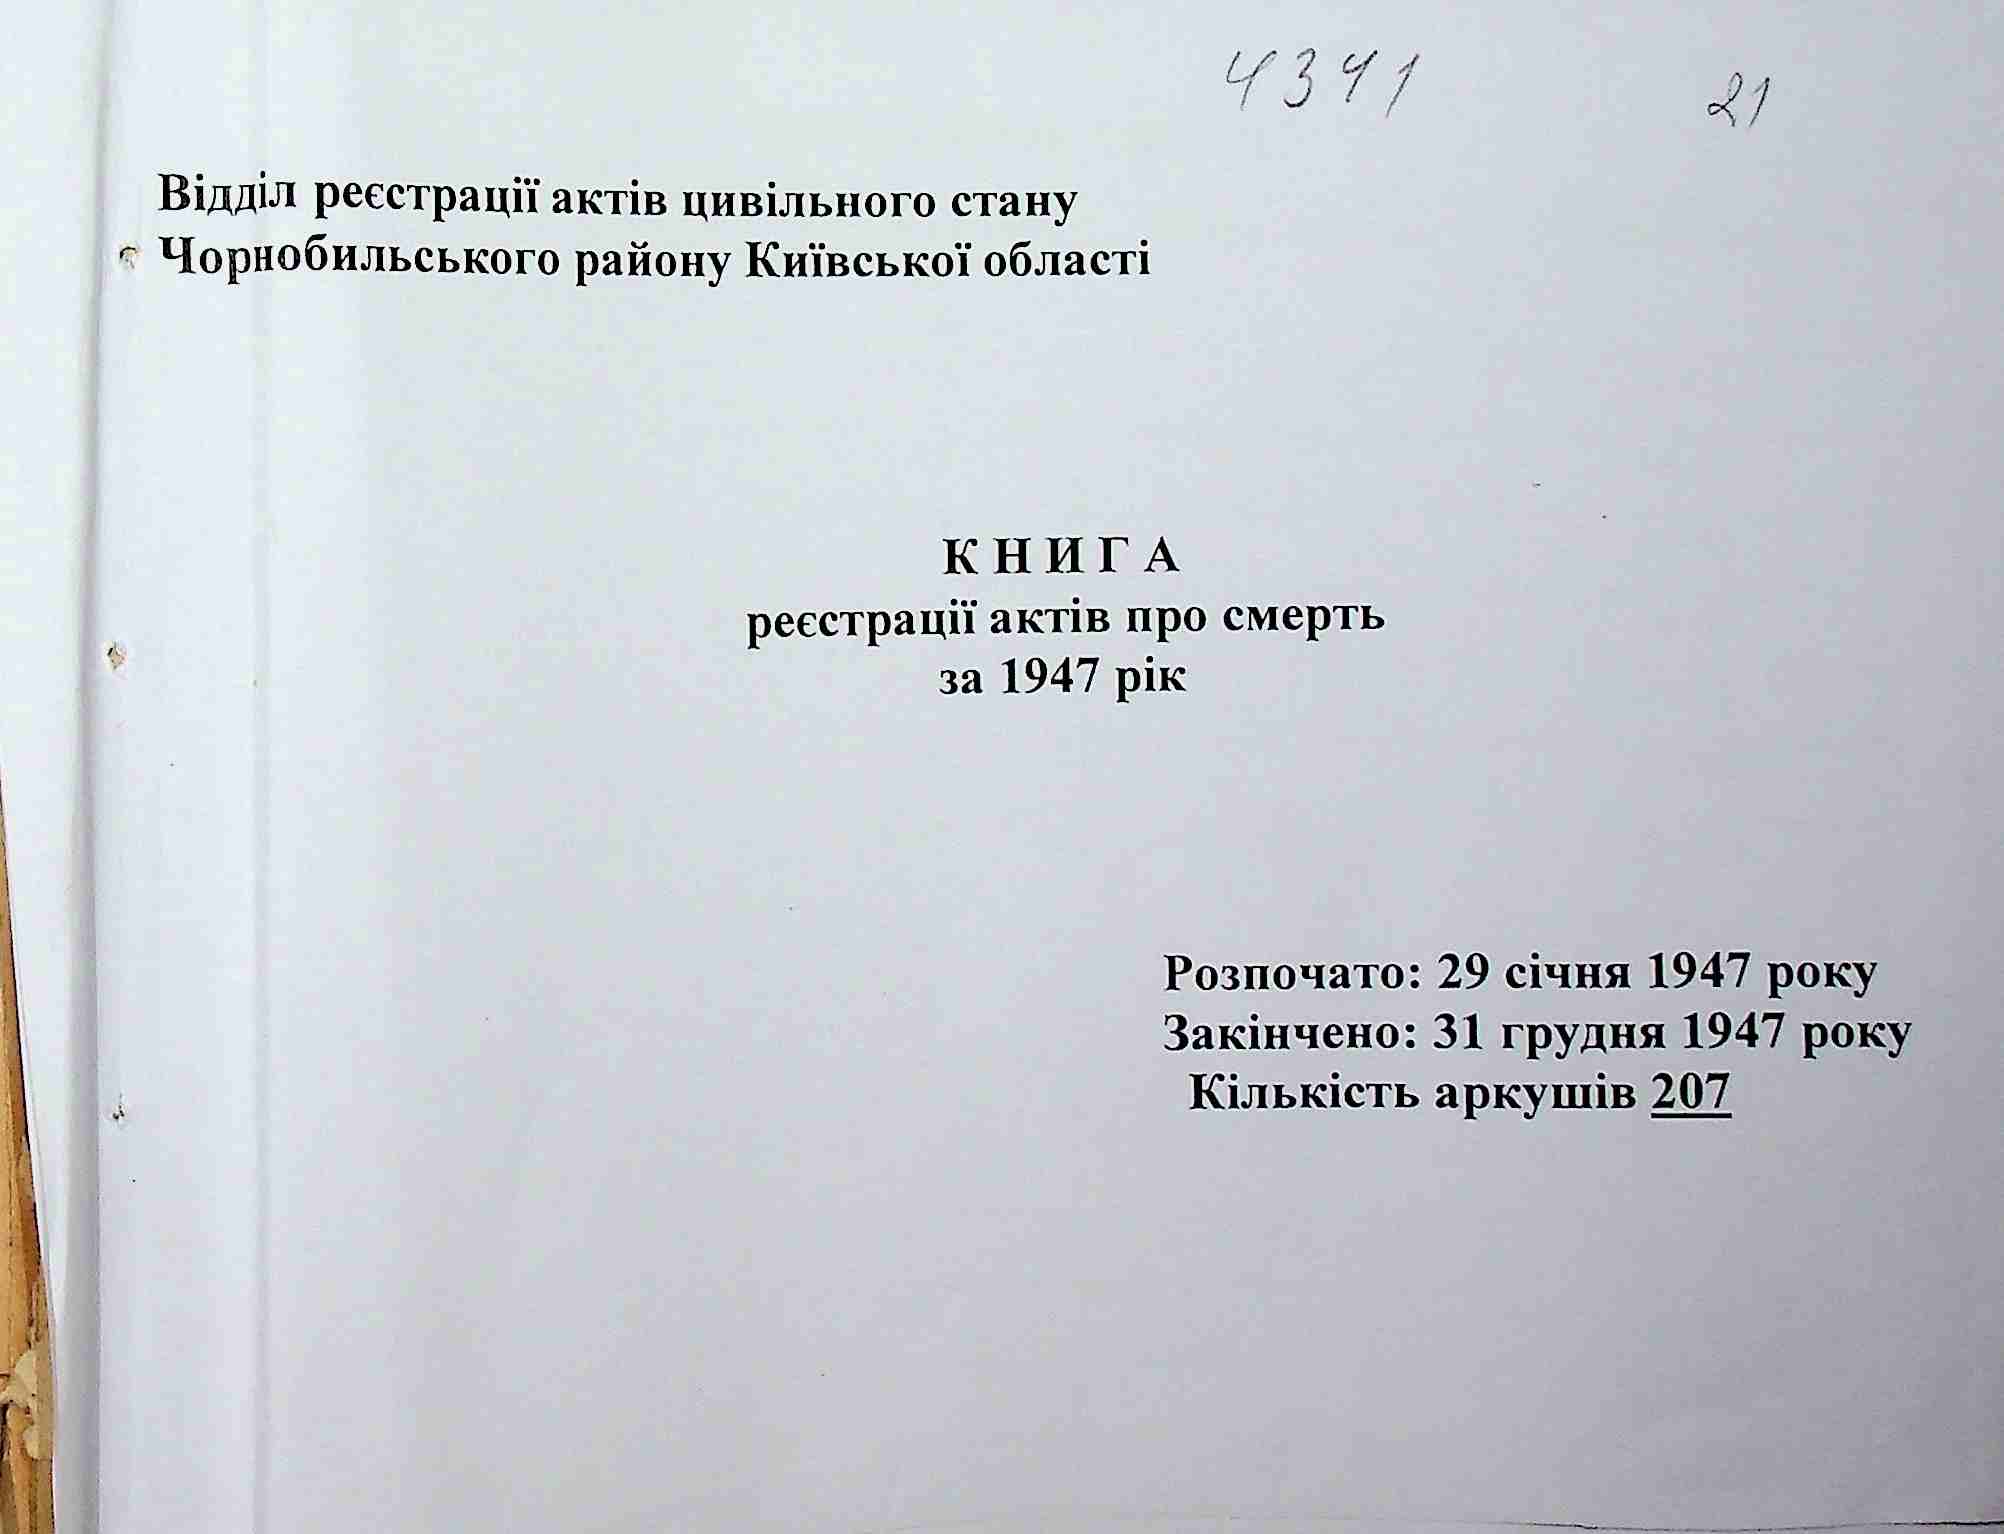 4341 21
Відділ реєстрації актів цивільного стану
Чорнобильського району Київської області
К Н И Г А
реєстрації актів про смерть
за 1947 рік
Розпочато: 29 січня 1947 року
Закінчено: 31 грудня 1947 року
Кількість аркушів 207